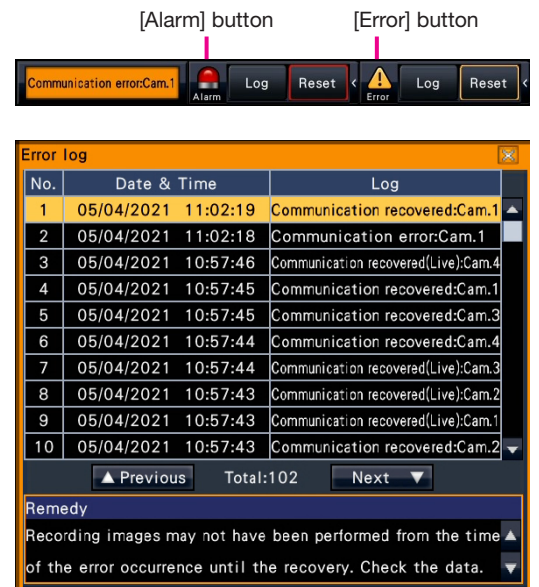 [Alarm] button [Error] button
Communication error:Cam.1 Alarm Log Reset < Error Log Reset <
Error log
No. Date & Time Log
1 05/04/2021 11:02:19 Communication recovered:Cam.1
2 05/04/2021 11:02:18 Communication error:Cam.1
3 05/04/2021 10:57:46 Communication recovered(Live):Cam.4
4 05/04/2021 10:57:45 Communication recovered:Cam.1
5 05/04/2021 10:57:45 Communication recovered:Cam.3
6 05/04/2021 10:57:44 Communication recovered:Cam.4
7 05/04/2021 10:57:44 Communication recovered(Live):Cam.3
8 05/04/2021 10:57:43 Communication recovered(Live):Cam.2
9 05/04/2021 10:57:43 Communication recovered(Live):Cam.1
10 05/04/2021 10:57:43 Communication recovered:Cam.2
▲ Previous Total:102 Next ▼
Remedy
Recording images may not have been performed from the time
of the error occurrence until the recovery. Check the data.